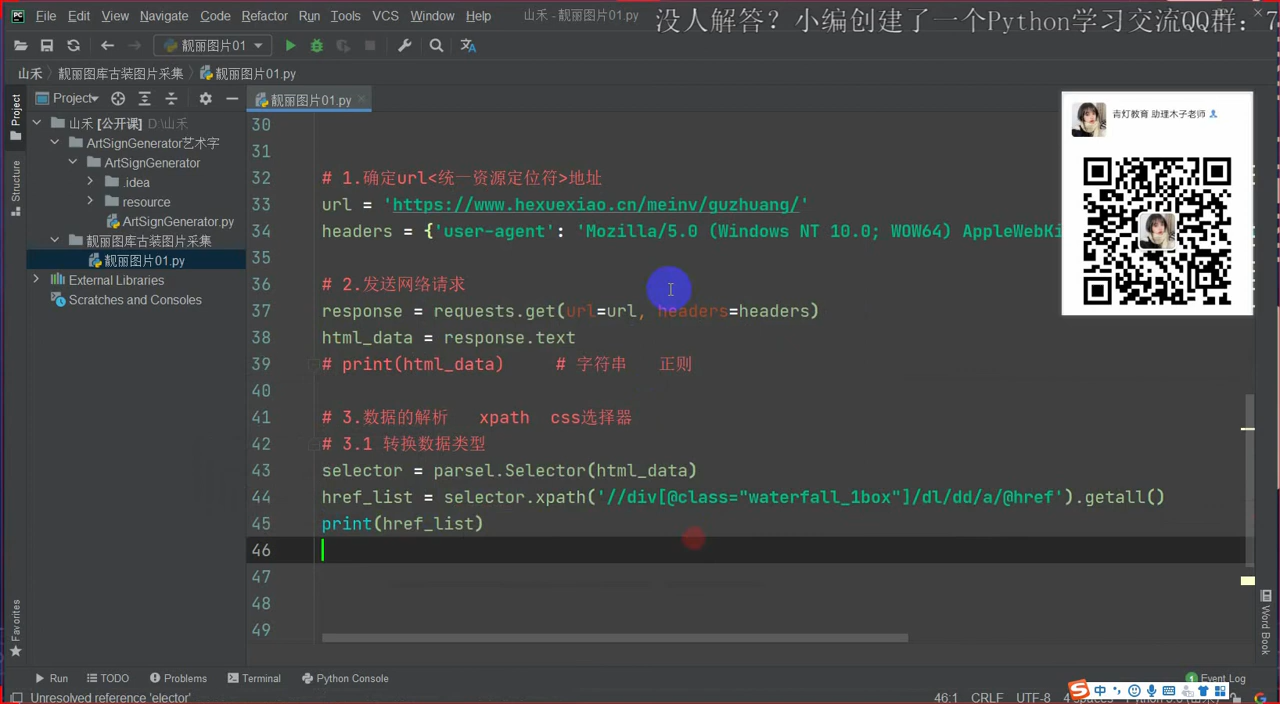 File Edit View Navigate Code Refactor Run Tools VCS Window Help 山禾 - 靓丽图片01.py
没人解答？小编创建了一个Python学习交流QQ群：7
靓丽图片01
山禾 靓丽图库古装图片采集 靓丽图片01.py
Project
靓丽图片01.py
山禾 [公开课] D:\山禾
ArtSignGenerator艺术字
ArtSignGenerator
.idea
resource
ArtSignGenerator.py
靓丽图库古装图片采集
靓丽图片01.py
External Libraries
Scratches and Consoles
Project
Structure
Favorites
30
31
32 # 1.确定url<统一资源定位符>地址
33 url = 'https://www.hexuexiao.cn/meinv/guzhuang/'
34 headers = {'user-agent': 'Mozilla/5.0 (Windows NT 10.0; WOW64) AppleWebKi
35
36 # 2.发送网络请求
37 response = requests.get(url=url, headers=headers)
38 html_data = response.text
39 # print(html_data) # 字符串 正则
40
41 # 3.数据的解析 xpath css选择器
42 # 3.1 转换数据类型
43 selector = parsel.Selector(html_data)
44 href_list = selector.xpath('//div[@class="waterfall_1box"]/dl/dd/a/@href').getall()
45 print(href_list)
46
47
48
49
青灯教育 助理木子老师
Word Book
Run TODO Problems Terminal Python Console Event Log
Unresolved reference 'elector' 46:1 CRLF UTF-8
中